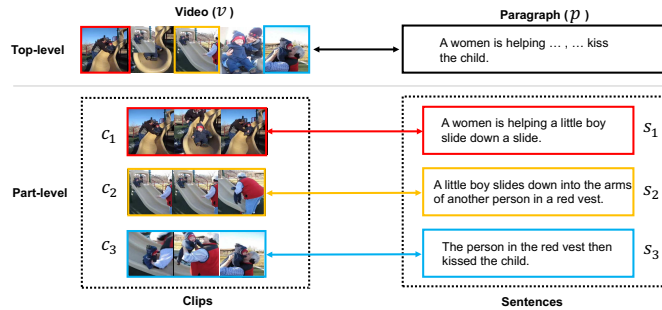 Video (v)
Paragraph (p)
Top-level
A women is helping … , … kiss
the child.
c1
A women is helping a little boy
slide down a slide.
s1
Part-level
c2
A little boy slides down into the arms
of another person in a red vest.
s2
c3
The person in the red vest then
kissed the child.
s3
Clips
Sentences